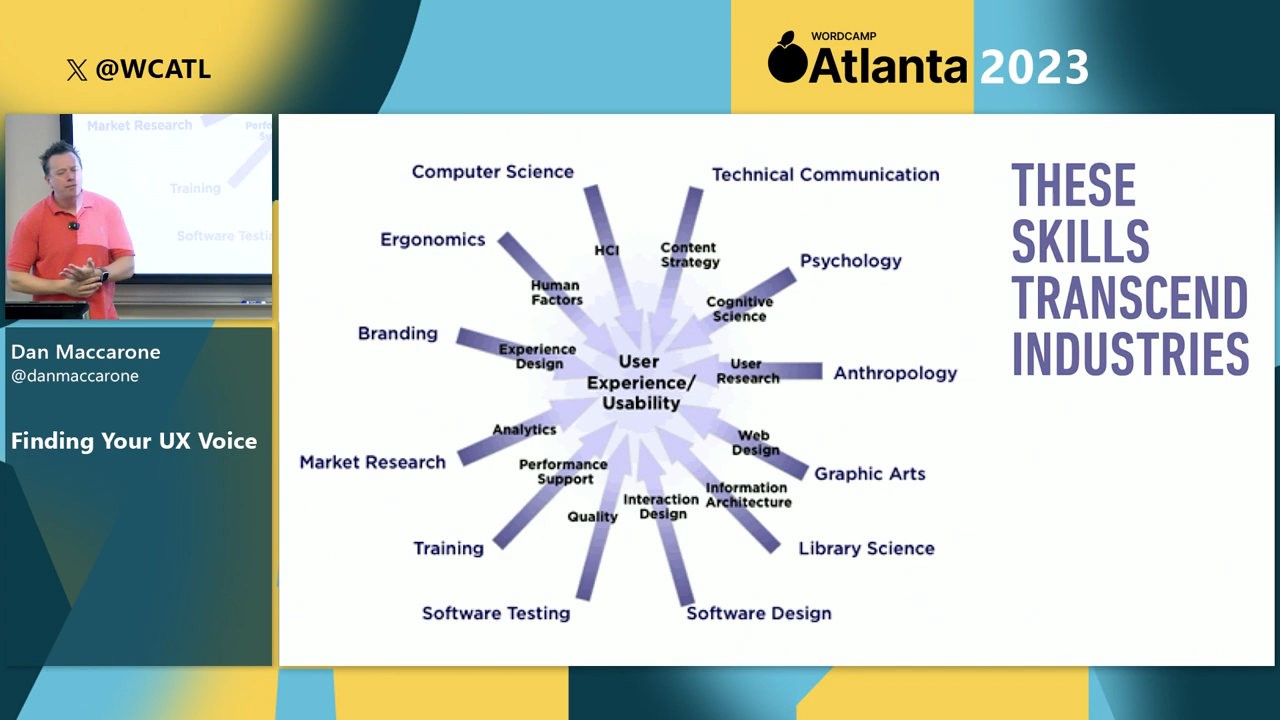 𝕏 @WCATL
WORDCAMP
Atlanta 2023
Market Research
Training
Dan Maccarone
@danmaccarone
Finding Your UX Voice
Computer Science
Technical Communication
HCI
Content
Strategy
Ergonomics
Psychology
Human
Factors
Cognitive
Science
Branding
Experience
Design
User
Experience/
Usability
User
Research
Anthropology
Analytics
Market Research
Web
Design
Graphic Arts
Performance
Support
Information
Architecture
Quality
Interaction
Design
Training
Library Science
Software Testing
Software Design
THESE
SKILLS
TRANSCEND
INDUSTRIES